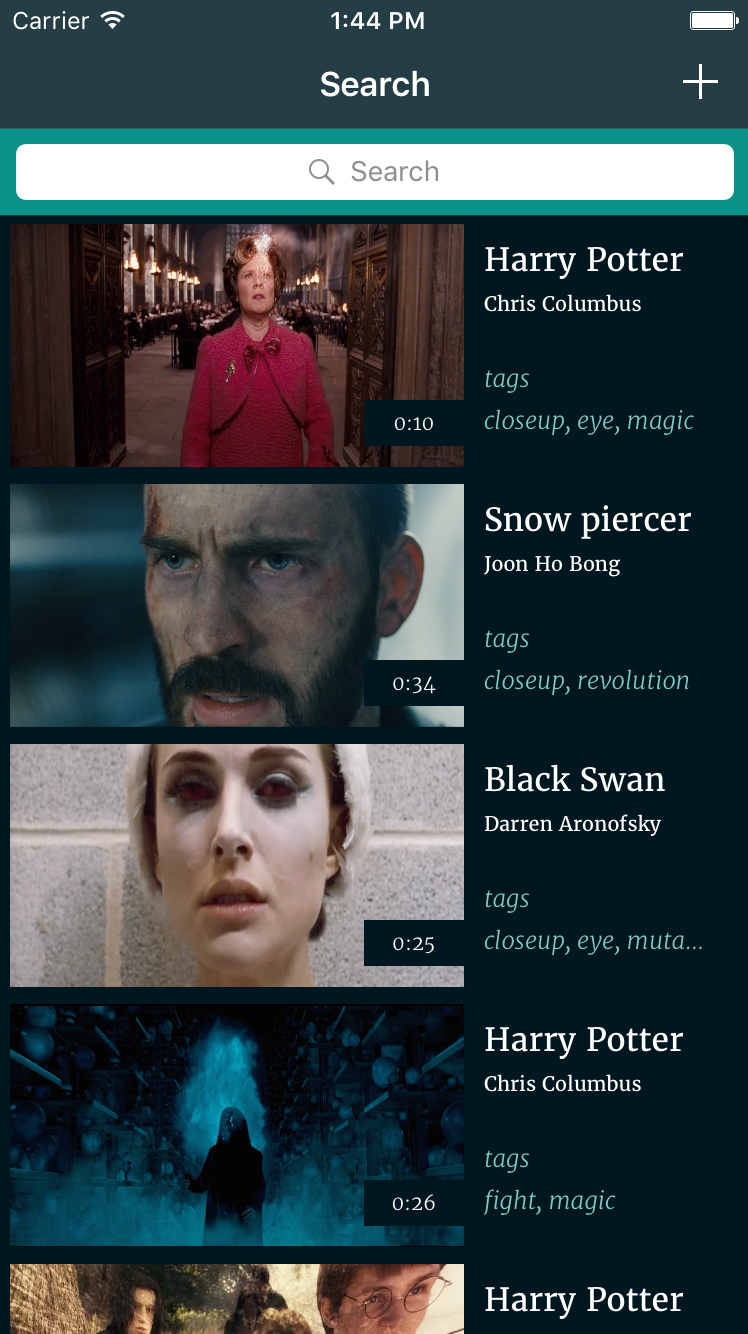 Carrier 1:44 PM
Search
Search
Harry Potter
Chris Columbus
tags
closeup, eye, magic
0:10
Snow piercer
Joon Ho Bong
tags
closeup, revolution
0:34
Black Swan
Darren Aronofsky
tags
closeup, eye, muta...
0:25
Harry Potter
Chris Columbus
tags
fight, magic
0:26
Harry Potter